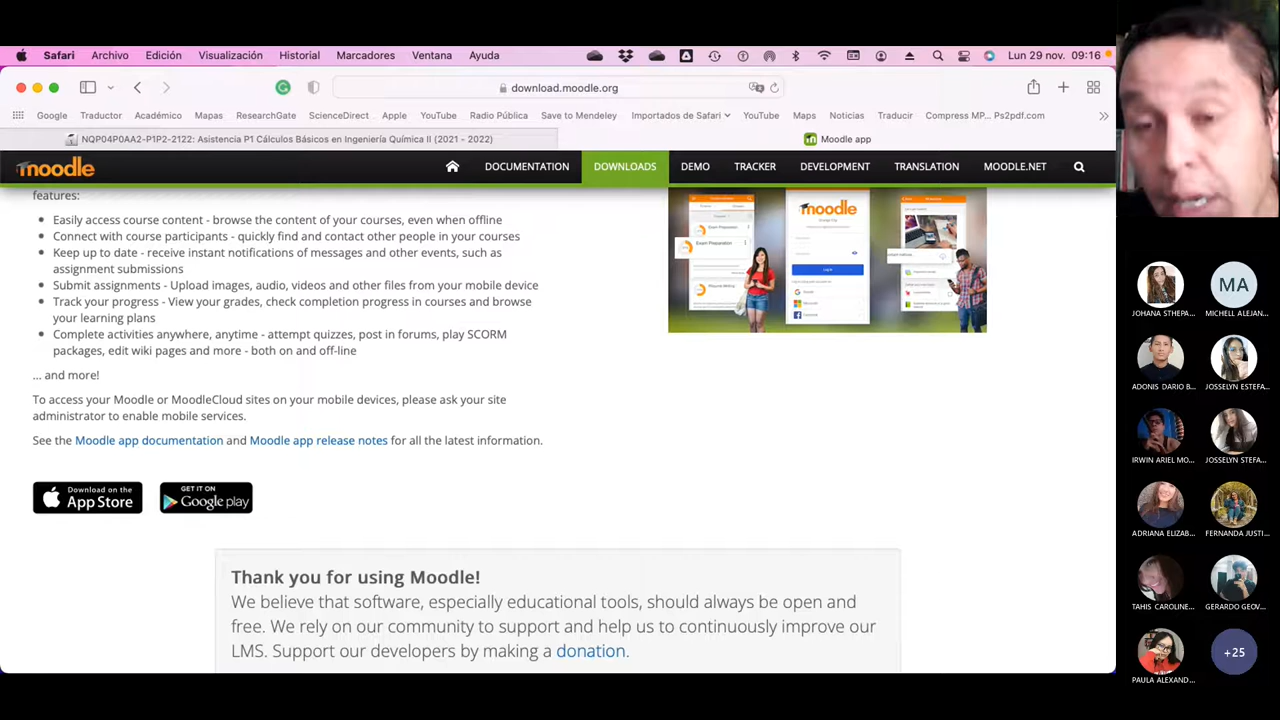 Safari Archivo Edición Visualización Historial Marcadores Ventana Ayuda Lun 29 nov. 09:16
download.moodle.org
Google Traductor Académico Mapas ResearchGate ScienceDirect Apple YouTube Radio Pública Save to Mendeley Importados de Safari YouTube Maps Noticias Traducir Compress MP... Ps2pdf.com
NQP04P0AA2-P1P2-2122: Asistencia P1 Cálculos Básicos en Ingeniería Química II (2021 - 2022) Moodle app
moodle DOCUMENTATION DOWNLOADS DEMO TRACKER DEVELOPMENT TRANSLATION MOODLE.NET
features:
• Easily access course content - browse the content of your courses, even when offline
• Connect with course participants - quickly find and contact other people in your courses
• Keep up to date - receive instant notifications of messages and other events, such as
assignment submissions
• Submit assignments - Upload images, audio, videos and other files from your mobile device
• Track your progress - View your grades, check completion progress in courses and browse
your learning plans
• Complete activities anywhere, anytime - attempt quizzes, post in forums, play SCORM
packages, edit wiki pages and more - both on and off-line
... and more!
To access your Moodle or MoodleCloud sites on your mobile devices, please ask your site
administrator to enable mobile services.
See the Moodle app documentation and Moodle app release notes for all the latest information.
Download on the
App Store
GET IT ON
Google play
Thank you for using Moodle!
We believe that software, especially educational tools, should always be open and
free. We rely on our community to support and help us to continuously improve our
LMS. Support our developers by making a donation.
moodle
Exam Preparation
Exam Preparation
Log in
Google
Microsoft
Facebook
MA
JOHANA STHEPA... MICHELL ALEJAN...
ADONIS DARIO B... JOSSELYN ESTEFA...
IRWIN ARIEL MO... JOSSELYN STEFA...
ADRIANA ELIZAB... FERNANDA JUSTI...
TAHIS CAROLINE... GERARDO GEOV...
+25
PAULA ALEXAND...